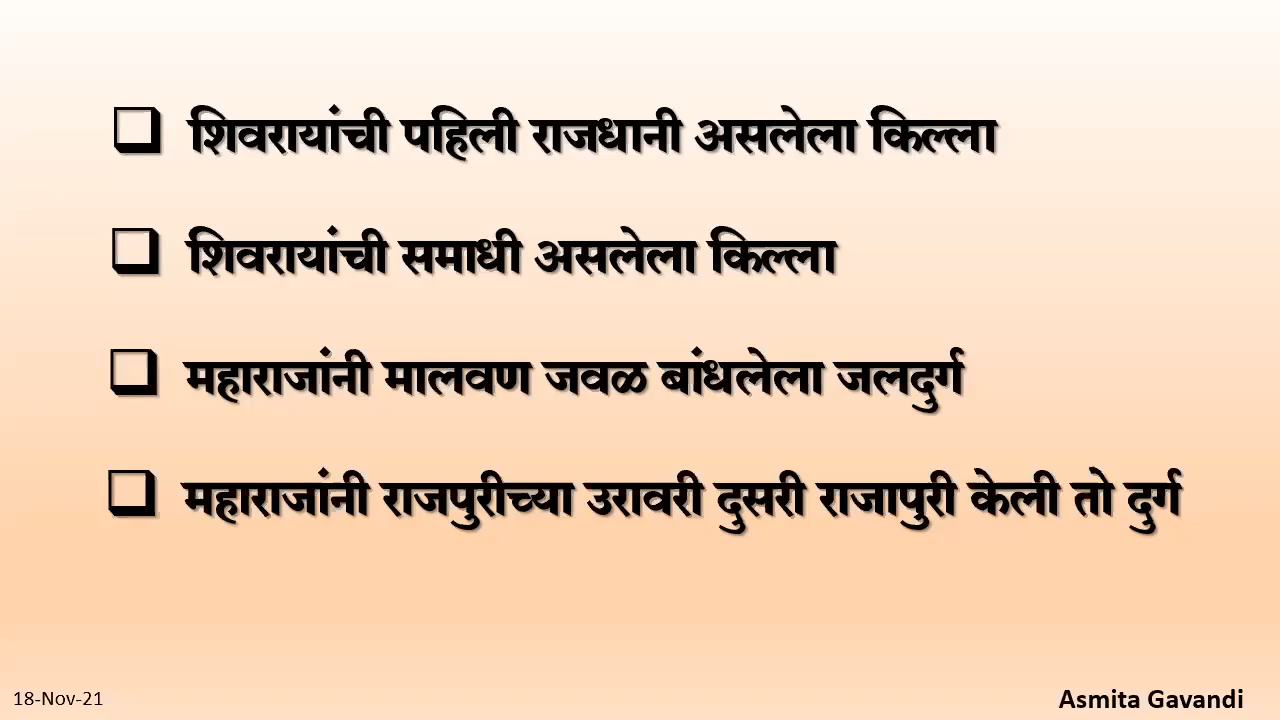 ❑ शिवरायांची पहिली राजधानी असलेला किल्ला
❑ शिवरायांची समाधी असलेला किल्ला
❑ महाराजांनी मालवण जवळ बांधलेला जलदुर्ग
❑ महाराजांनी राजपुरीच्या उरावरी दुसरी राजापुरी केली तो दुर्ग
18-Nov-21
Asmita Gavandi